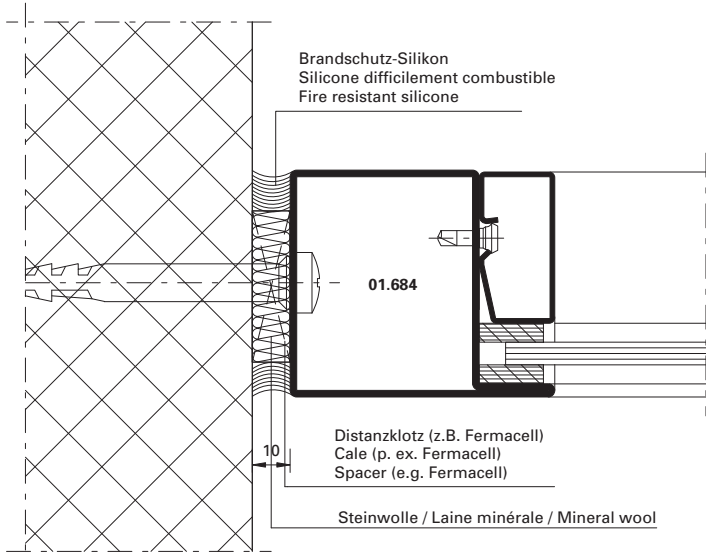 Brandschutz-Silikon
Silicone difficilement combustible
Fire resistant silicone
01.684
10
Distanzklotz (z.B. Fermacell)
Cale (p. ex. Fermacell)
Spacer (e.g. Fermacell)
Steinwolle / Laine minérale / Mineral wool